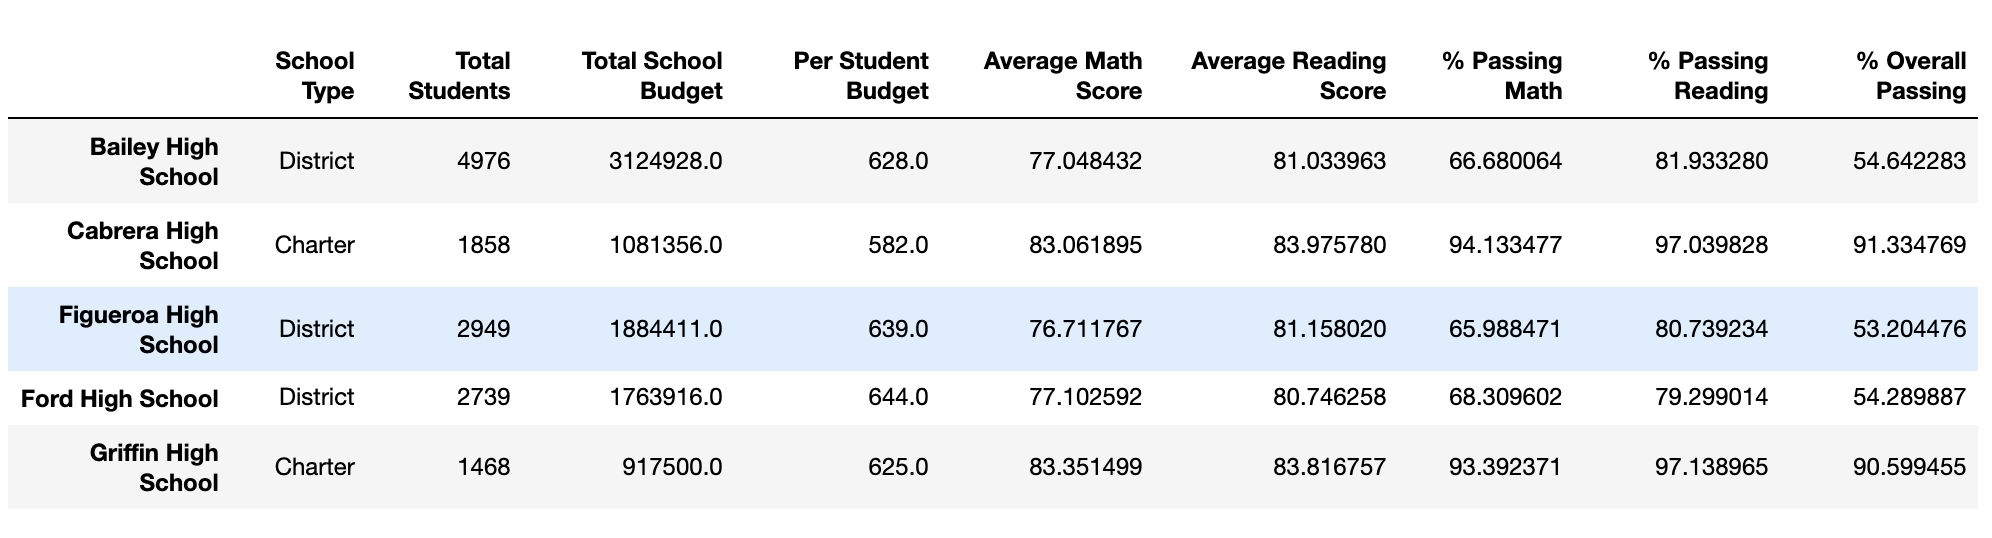 School Type Total Students Total School Budget Per Student Budget Average Math Score Average Reading Score % Passing Math % Passing Reading % Overall Passing
Bailey High School District 4976 3124928.0 628.0 77.048432 81.033963 66.680064 81.933280 54.642283
Cabrera High School Charter 1858 1081356.0 582.0 83.061895 83.975780 94.133477 97.039828 91.334769
Figueroa High School District 2949 1884411.0 639.0 76.711767 81.158020 65.988471 80.739234 53.204476
Ford High School District 2739 1763916.0 644.0 77.102592 80.746258 68.309602 79.299014 54.289887
Griffin High School Charter 1468 917500.0 625.0 83.351499 83.816757 93.392371 97.138965 90.599455